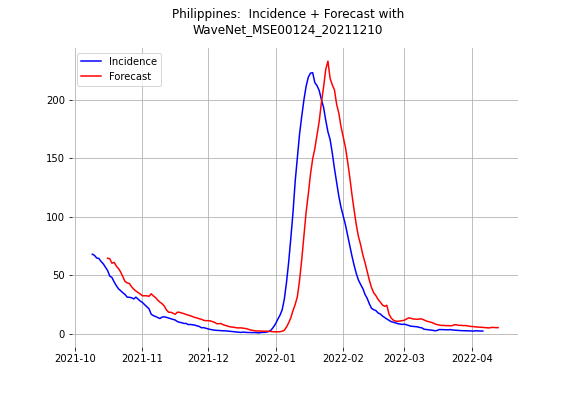 Philippines:  Incidence + Forecast with
WaveNet_MSE00124_20211210
Incidence
Forecast
200
150
100
50
0
2021-10 2021-11 2021-12 2022-01 2022-02 2022-03 2022-04